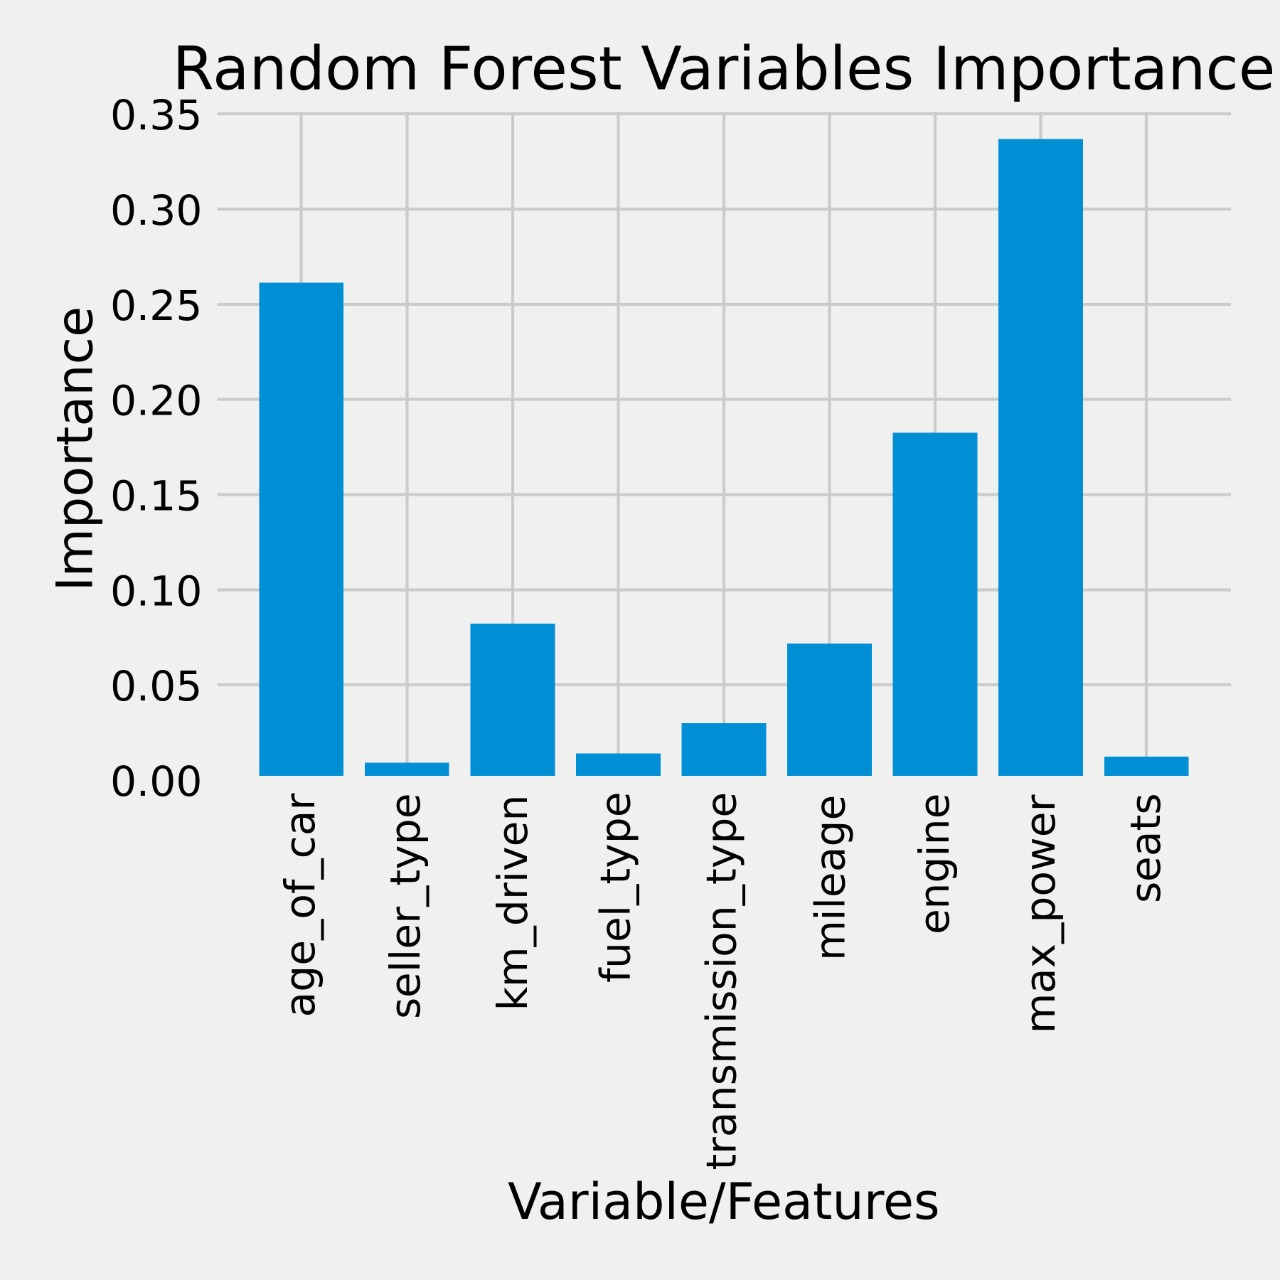 Random Forest Variables Importance
0.35
0.30
0.25
0.20
0.15
0.10
0.05
0.00
Importance
age_of_car
seller_type
km_driven
fuel_type
transmission_type
mileage
engine
max_power
seats
Variable/Features